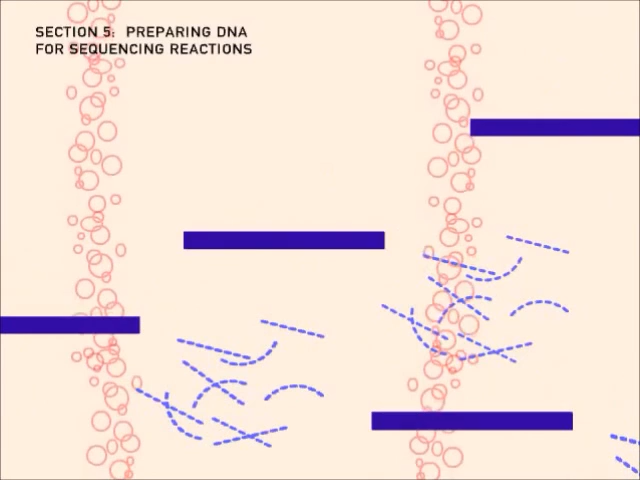 SECTION 5:  PREPARING DNA
FOR SEQUENCING REACTIONS